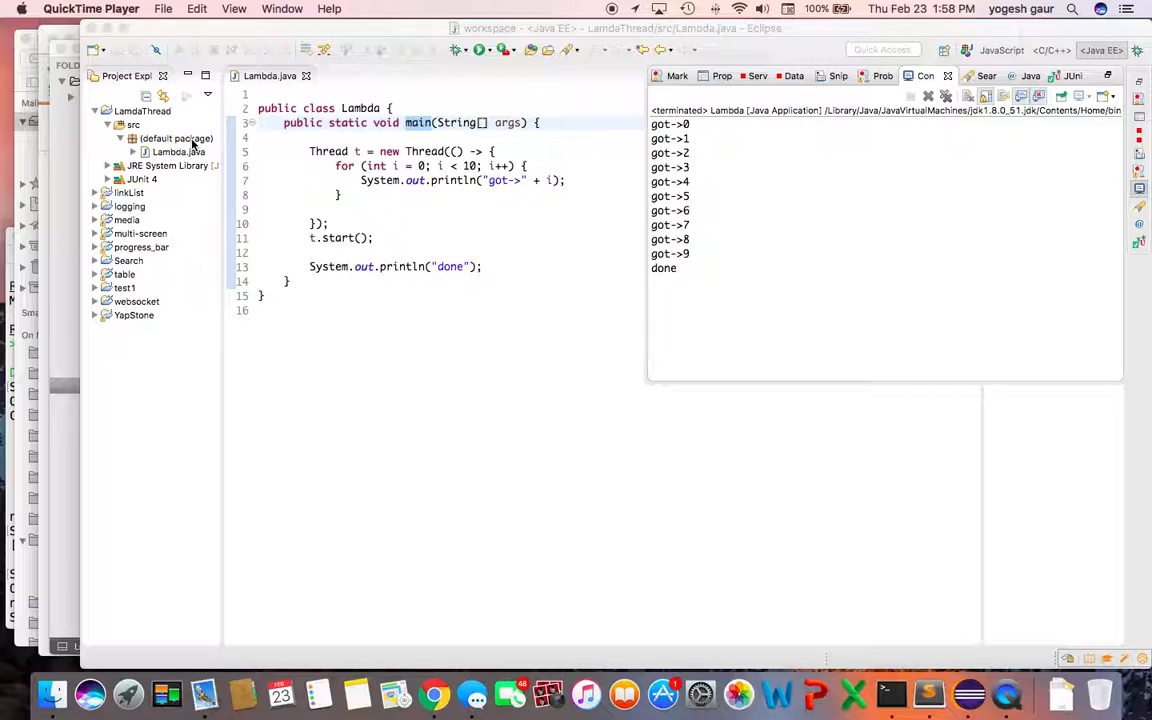 QuickTime Player File Edit View Window Help
100% Thu Feb 23 1:58 PM yogesh gaur
workspace - <Java EE> - LamdaThread/src/Lambda.java - Eclipse
Quick Access JavaScript <C/C++> <Java EE>
Project Expl
Lambda.java
Mark Prop Serv Data Snip Prob Con Sear Java JUni
<terminated> Lambda [Java Application] /Library/Java/JavaVirtualMachines/jdk1.8.0_51.jdk/Contents/Home/bin
LamdaThread
src
(default package)
Lambda.java
JRE System Library [J
JUnit 4
linkList
logging
media
multi-screen
progress_bar
Search
table
test1
websocket
YapStone
1
2 public class Lambda {
3 public static void main(String[] args) {
4
5 Thread t = new Thread(() -> {
6 for (int i = 0; i < 10; i++) {
7 System.out.println("got->" + i);
8 }
9
10 });
11 t.start();
12
13 System.out.println("done");
14 }
15 }
16
got->0
got->1
got->2
got->3
got->4
got->5
got->6
got->7
got->8
got->9
done
FOLD
Mai
Sma
On M
23
48
1